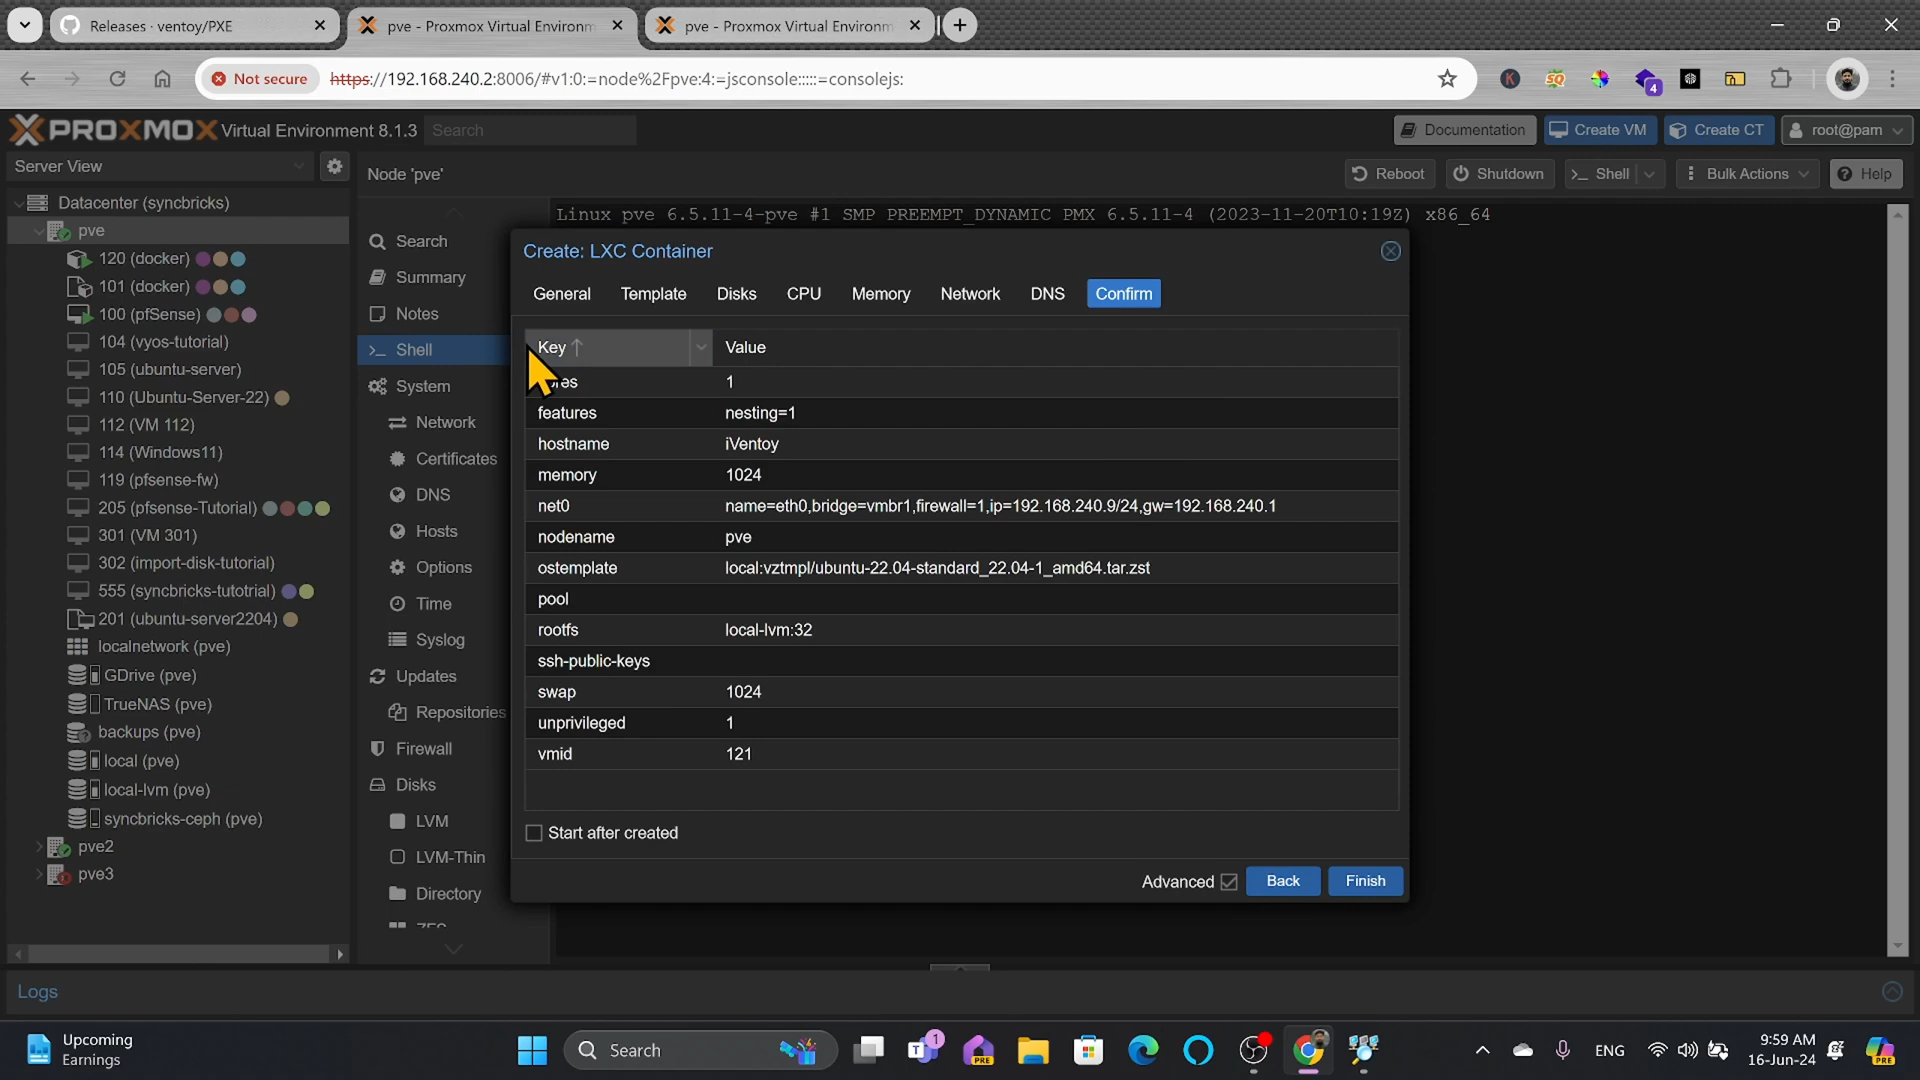 Releases · ventoy/PXE
pve - Proxmox Virtual Environm
pve - Proxmox Virtual Environm
Not secure
https://192.168.240.2:8006/#v1:0:=node%2Fpve:4:=jsconsole:::::=consolejs:
4
PROXMOX Virtual Environment 8.1.3
Search
Documentation
Create VM
Create CT
root@pam
Server View
Node 'pve'
Reboot
Shutdown
Shell
Bulk Actions
Help
Datacenter (syncbricks)
pve
120 (docker)
101 (docker)
100 (pfSense)
104 (vyos-tutorial)
105 (ubuntu-server)
110 (Ubuntu-Server-22)
112 (VM 112)
114 (Windows11)
119 (pfsense-fw)
205 (pfsense-Tutorial)
301 (VM 301)
302 (import-disk-tutorial)
555 (syncbricks-tutotrial)
201 (ubuntu-server2204)
localnetwork (pve)
GDrive (pve)
TrueNAS (pve)
backups (pve)
local (pve)
local-lvm (pve)
syncbricks-ceph (pve)
pve2
pve3
Search
Summary
Notes
Shell
System
Network
Certificates
DNS
Hosts
Options
Time
Syslog
Updates
Repositories
Firewall
Disks
LVM
LVM-Thin
Directory
Linux pve 6.5.11-4-pve #1 SMP PREEMPT_DYNAMIC PMX 6.5.11-4 (2023-11-20T10:19Z) x86_64
Create: LXC Container
General
Template
Disks
CPU
Memory
Network
DNS
Confirm
Key
Value
1
features nesting=1
hostname iVentoy
memory 1024
net0 name=eth0,bridge=vmbr1,firewall=1,ip=192.168.240.9/24,gw=192.168.240.1
nodename pve
ostemplate local:vztmpl/ubuntu-22.04-standard_22.04-1_amd64.tar.zst
pool
rootfs local-lvm:32
ssh-public-keys
swap 1024
unprivileged 1
vmid 121
Start after created
Advanced
Back
Finish
Logs
Upcoming
Earnings
Search
1
PRE
ENG
9:59 AM
16-Jun-24
PRE